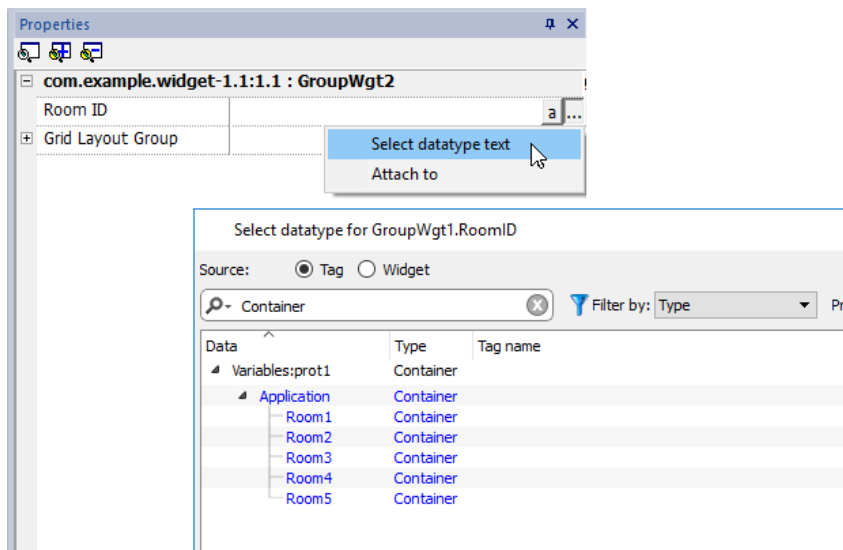 Properties
com.example.widget-1.1:1.1 : GroupWgt2
Room ID a ...
Grid Layout Group
Select datatype text
Attach to
Select datatype for GroupWgt1.RoomID
Source: Tag Widget
Container Filter by: Type Pr
Data Type Tag name
Variables:prot1 Container
Application Container
Room1 Container
Room2 Container
Room3 Container
Room4 Container
Room5 Container